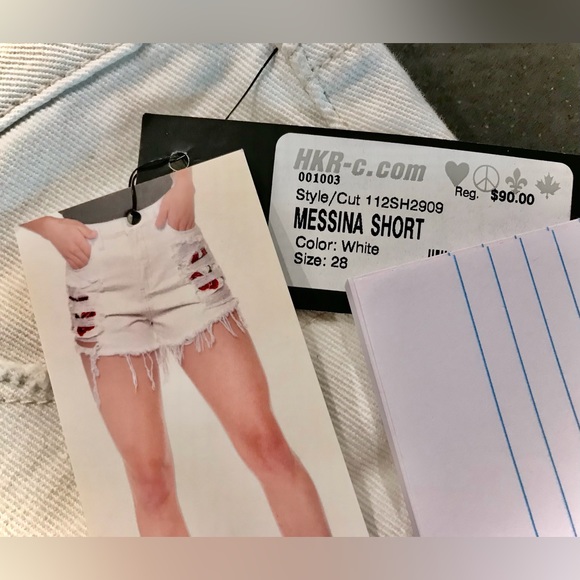 HKR-c.com
001003
Reg. $90.00
Style/Cut 112SH2909
MESSINA SHORT
Color: White
Size: 28